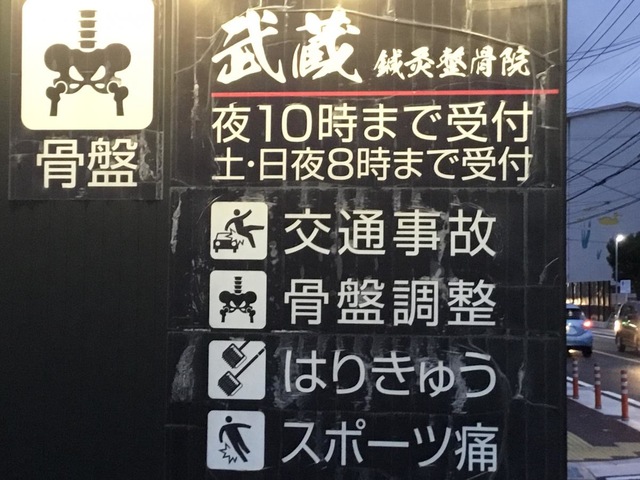 武蔵 鍼灸整骨院
夜10時まで受付
土・日夜8時まで受付
骨盤
交通事故
骨盤調整
はりきゅう
スポーツ痛